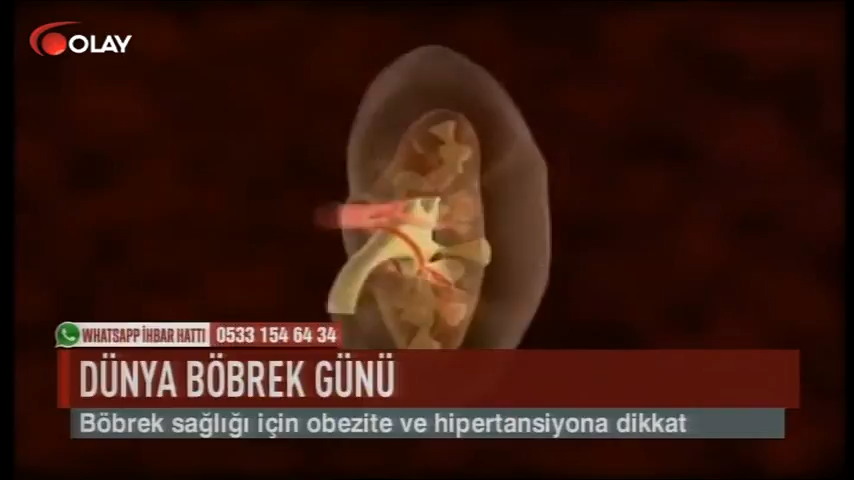 OLAY
WHATSAPP İHBAR HATTI 0533 154 64 34
DÜNYA BÖBREK GÜNÜ
Böbrek sağlığı için obezite ve hipertansiyona dikkat